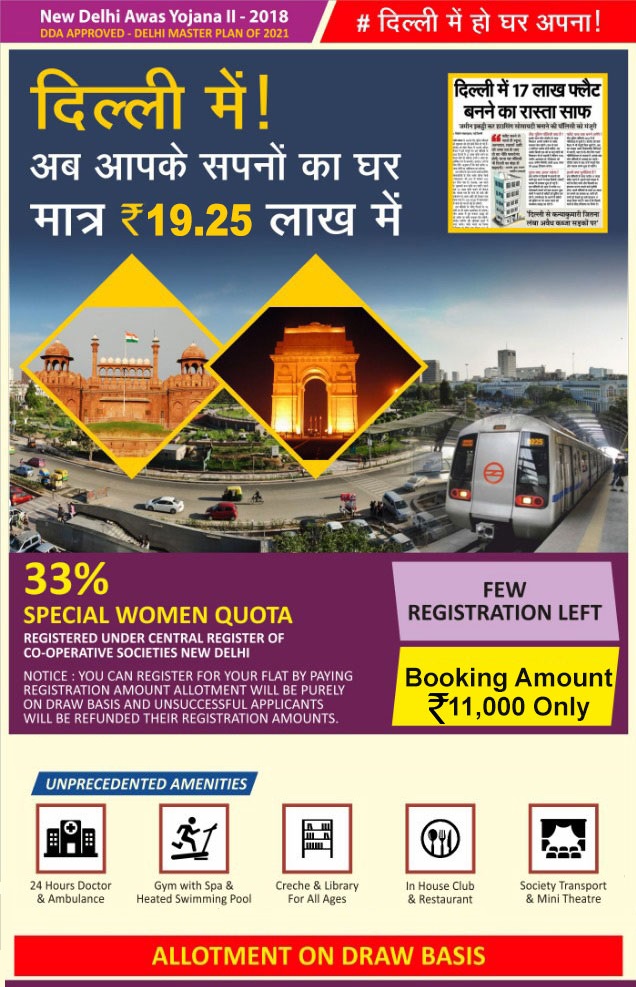 New Delhi Awas Yojana II - 2018
DDA APPROVED - DELHI MASTER PLAN OF 2021
# दिल्ली में हो घर अपना!
दिल्ली में!
अब आपके सपनों का घर
मात्र ₹19.25 लाख में
दिल्ली में 17 लाख फ्लैट
बनने का रास्ता साफ
'दिल्ली से कन्याकुमारी जितना
लंबा अवैध कब्जा सड़कों पर'
33%
SPECIAL WOMEN QUOTA
REGISTERED UNDER CENTRAL REGISTER OF
CO-OPERATIVE SOCIETIES NEW DELHI
NOTICE : YOU CAN REGISTER FOR YOUR FLAT BY PAYING
REGISTRATION AMOUNT ALLOTMENT WILL BE PURELY
ON DRAW BASIS AND UNSUCCESSFUL APPLICANTS
WILL BE REFUNDED THEIR REGISTRATION AMOUNTS.
FEW
REGISTRATION LEFT
Booking Amount
₹11,000 Only
UNPRECEDENTED AMENITIES
24 Hours Doctor
& Ambulance
Gym with Spa &
Heated Swimming Pool
Creche & Library
For All Ages
In House Club
& Restaurant
Society Transport
& Mini Theatre
ALLOTMENT ON DRAW BASIS